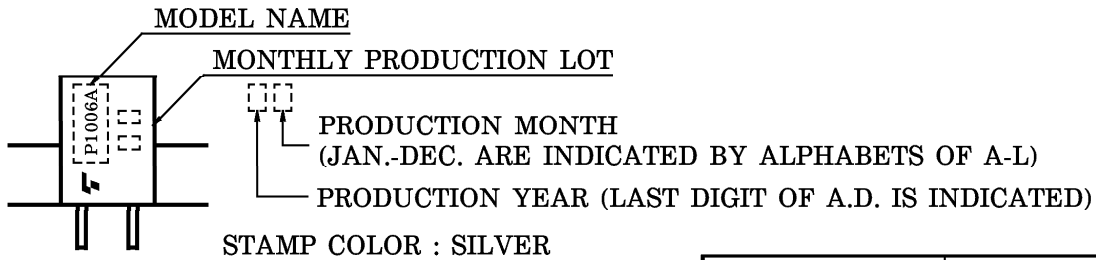 MODEL NAME
MONTHLY PRODUCTION LOT
P1006A
PRODUCTION MONTH
(JAN.-DEC. ARE INDICATED BY ALPHABETS OF A-L)
PRODUCTION YEAR (LAST DIGIT OF A.D. IS INDICATED)
STAMP COLOR : SILVER